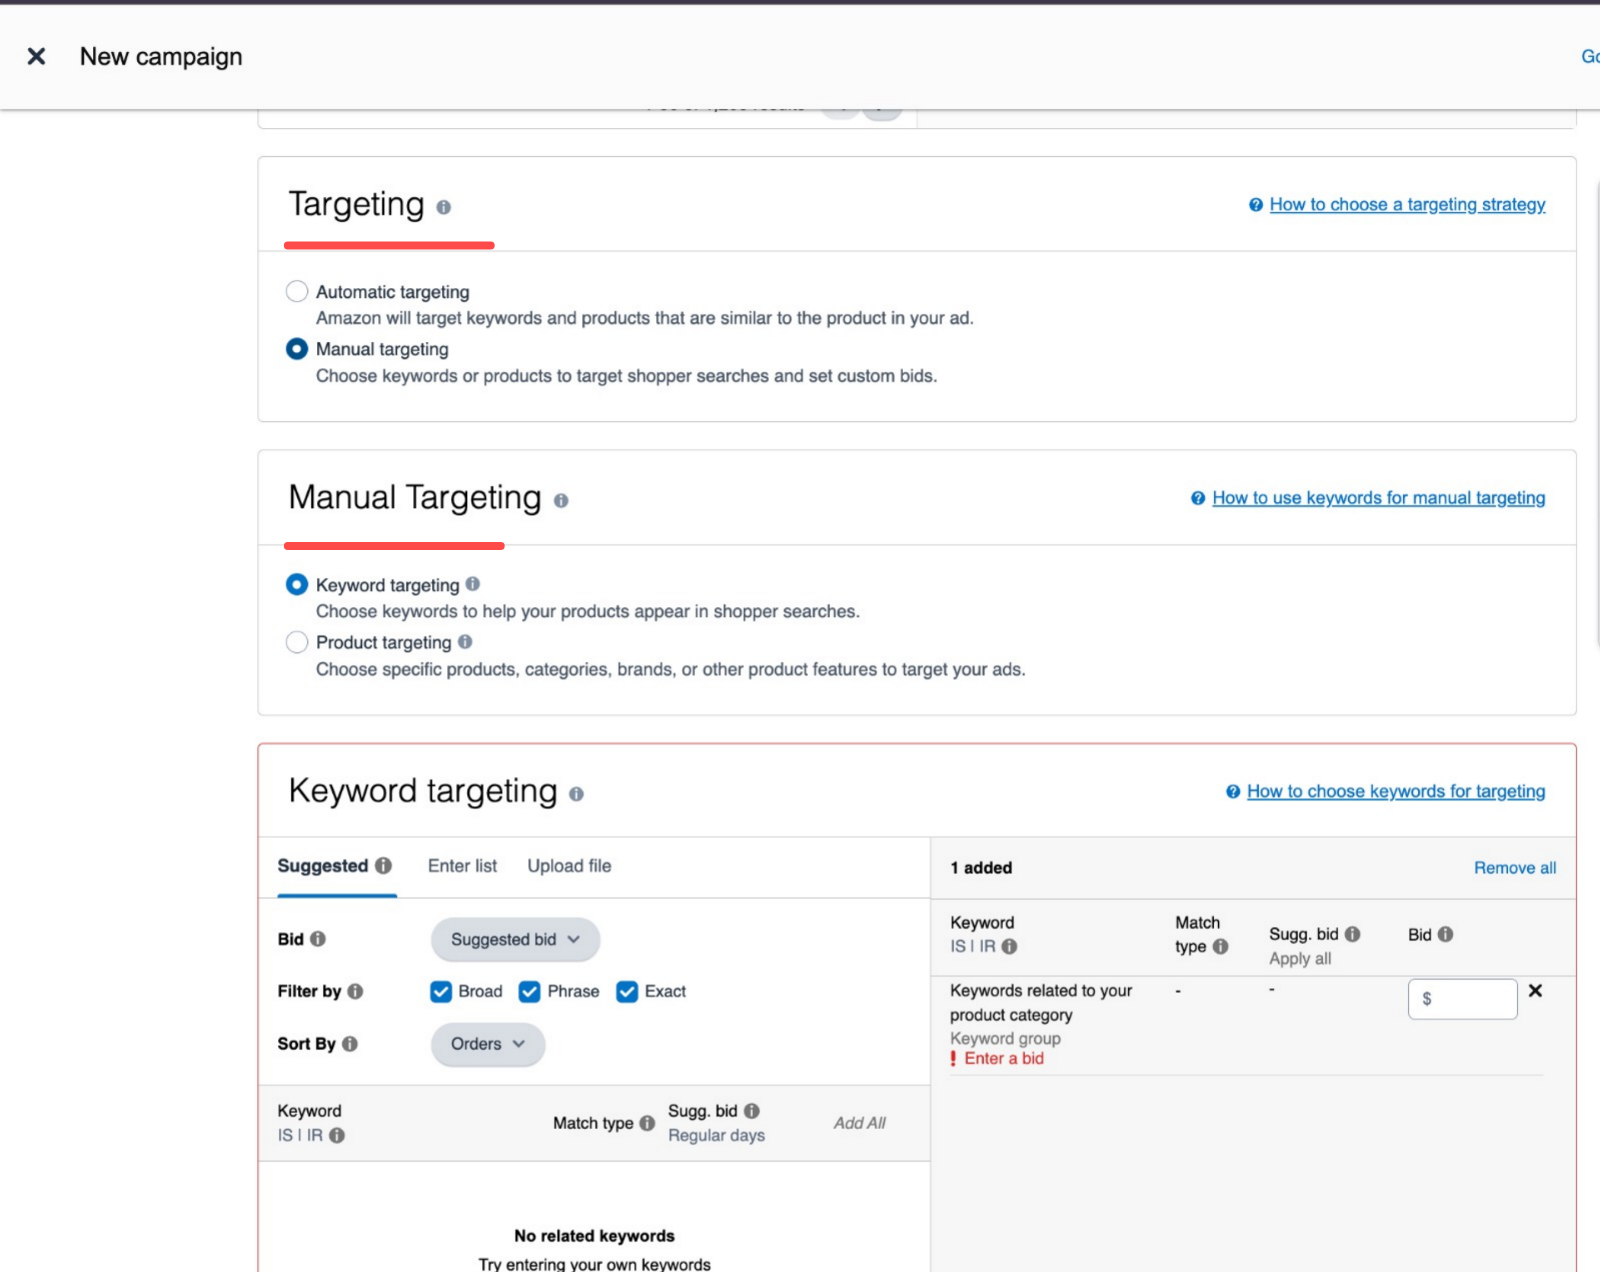 New campaign
Go
Targeting
How to choose a targeting strategy
Automatic targeting
Amazon will target keywords and products that are similar to the product in your ad.
Manual targeting
Choose keywords or products to target shopper searches and set custom bids.
Manual Targeting
How to use keywords for manual targeting
Keyword targeting
Choose keywords to help your products appear in shopper searches.
Product targeting
Choose specific products, categories, brands, or other product features to target your ads.
Keyword targeting
How to choose keywords for targeting
Suggested Enter list Upload file
Bid Suggested bid
Filter by Broad Phrase Exact
Sort By Orders
Keyword
IS | IR
Match type
Sugg. bid
Regular days
Add All
No related keywords
Try entering your own keywords
1 added Remove all
Keyword
IS | IR
Match
type
Sugg. bid
Apply all
Bid
Keywords related to your
product category
- - $
Keyword group
! Enter a bid